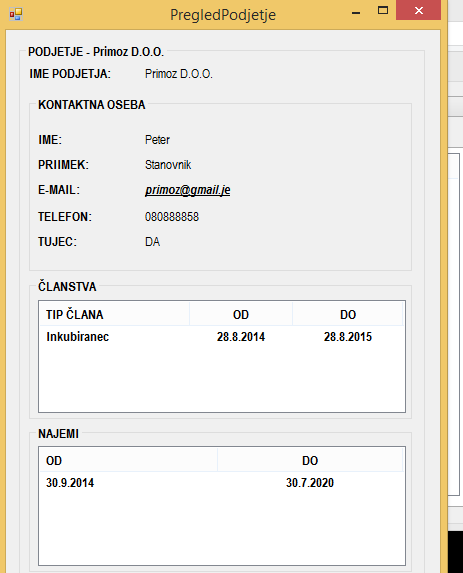 PregledPodjetje
PODJETJE - Primoz D.O.O.
IME PODJETJA: Primoz D.O.O.
KONTAKTNA OSEBA
IME: Peter
PRIIMEK: Stanovnik
E-MAIL: primoz@gmail.je
TELEFON: 080888858
TUJEC: DA
ČLANSTVA
TIP ČLANA OD DO
Inkubiranec 28.8.2014 28.8.2015
NAJEMI
OD DO
30.9.2014 30.7.2020